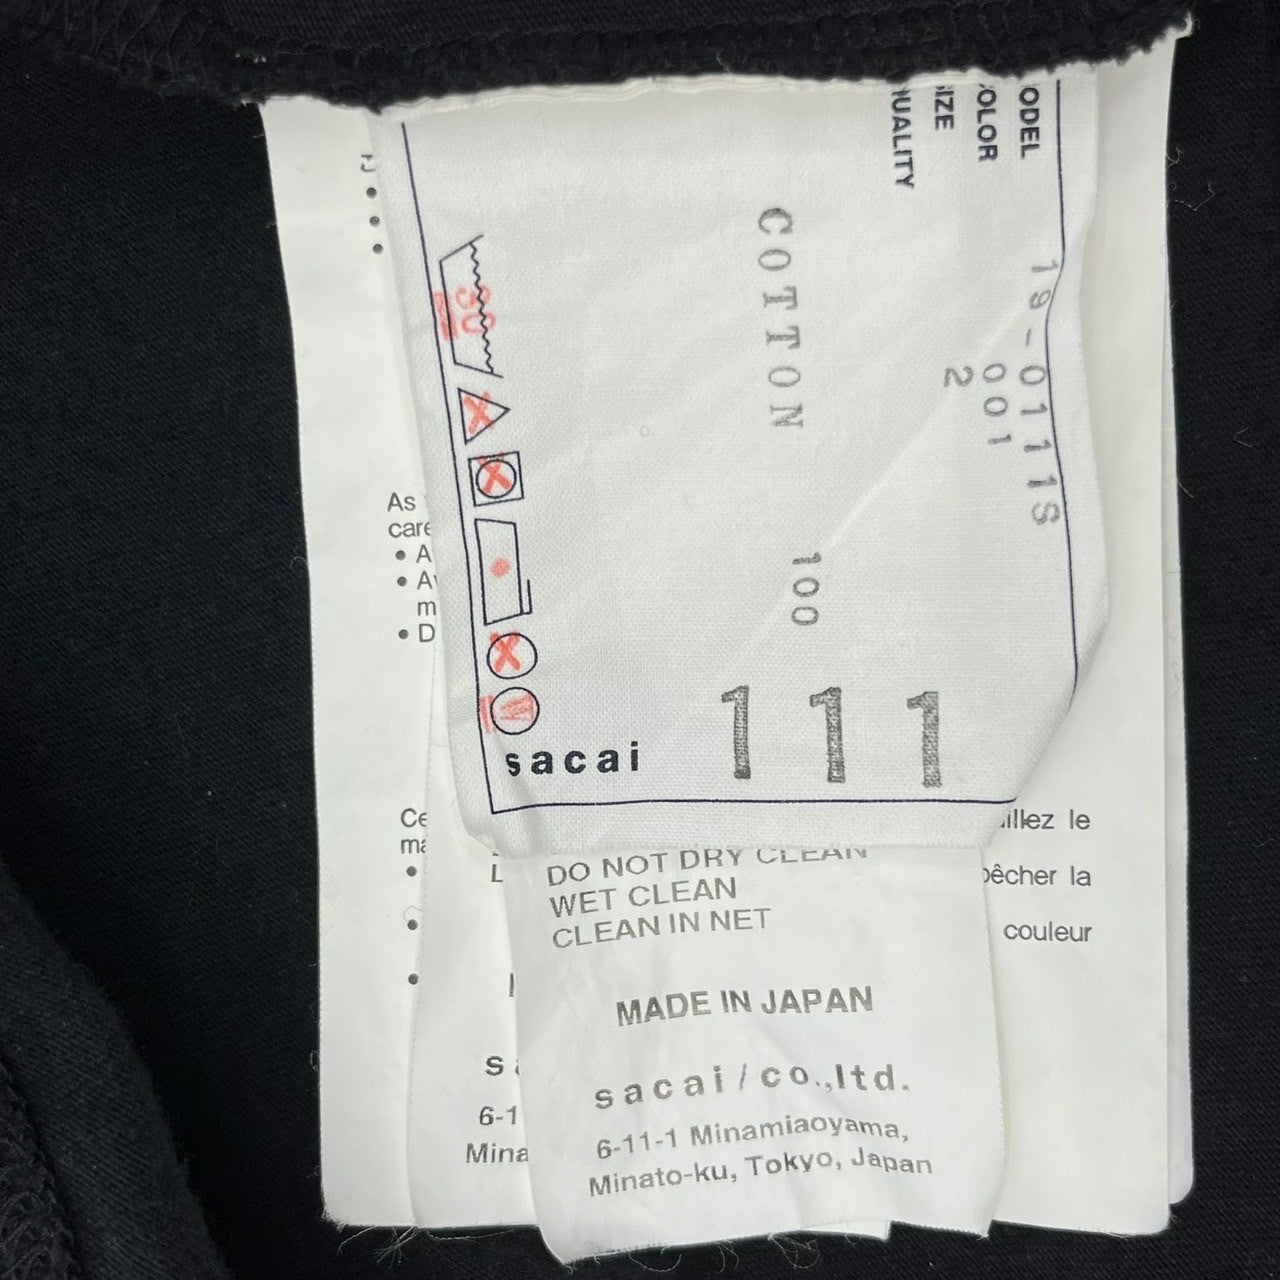 ODEL 19-0111S
OLOR 001
IZE 2
UALITY
COTTON 100
111
30
sacai
As
care
• A
•
m
• D
Ce
ma
•
L
•
•
illez le
pêcher la
couleur
DO NOT DRY CLEAN
WET CLEAN
CLEAN IN NET
MADE IN JAPAN
sacai/co.,ltd.
6-11-1 Minamiaoyama,
Minato-ku, Tokyo, Japan
s
6-1
Mina